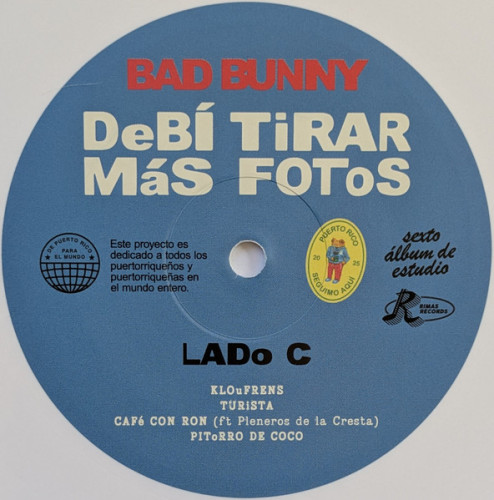 BAD BUNNY
DeBÍ TiRAR
MáS FOToS
DE PUERTO RICO
PARA
EL MUNDO
Este proyecto es
dedicado a todos los
puertorriqueños y
puertorriqueñas en
el mundo entero.
PUERTO RICO
20 25
SEGUIMO AQUÍ
sexto
álbum de
estudio
R
RIMAS
RECORDS
LADo C
KLOuFRENS
TURiSTA
CAFé CON RON (ft Pleneros de la Cresta)
PIToRRO DE COCO